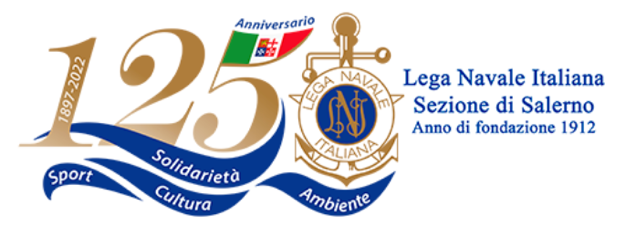 Anniversario
125°
1897-2022
Solidarietà
Sport
Cultura
Ambiente
LEGA NAVALE
LNI
ITALIANA
Lega Navale Italiana
Sezione di Salerno
Anno di fondazione 1912